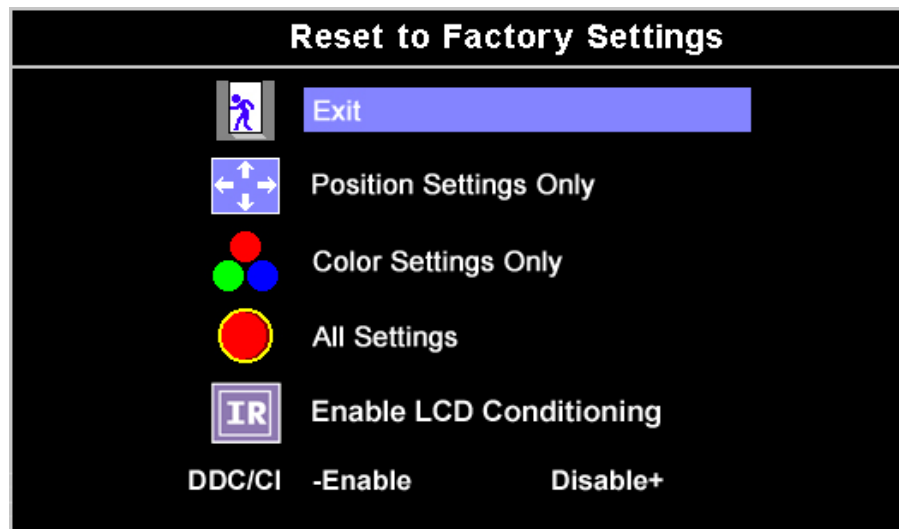 Reset to Factory Settings
Exit
Position Settings Only
Color Settings Only
All Settings
IR Enable LCD Conditioning
DDC/CI -Enable Disable+